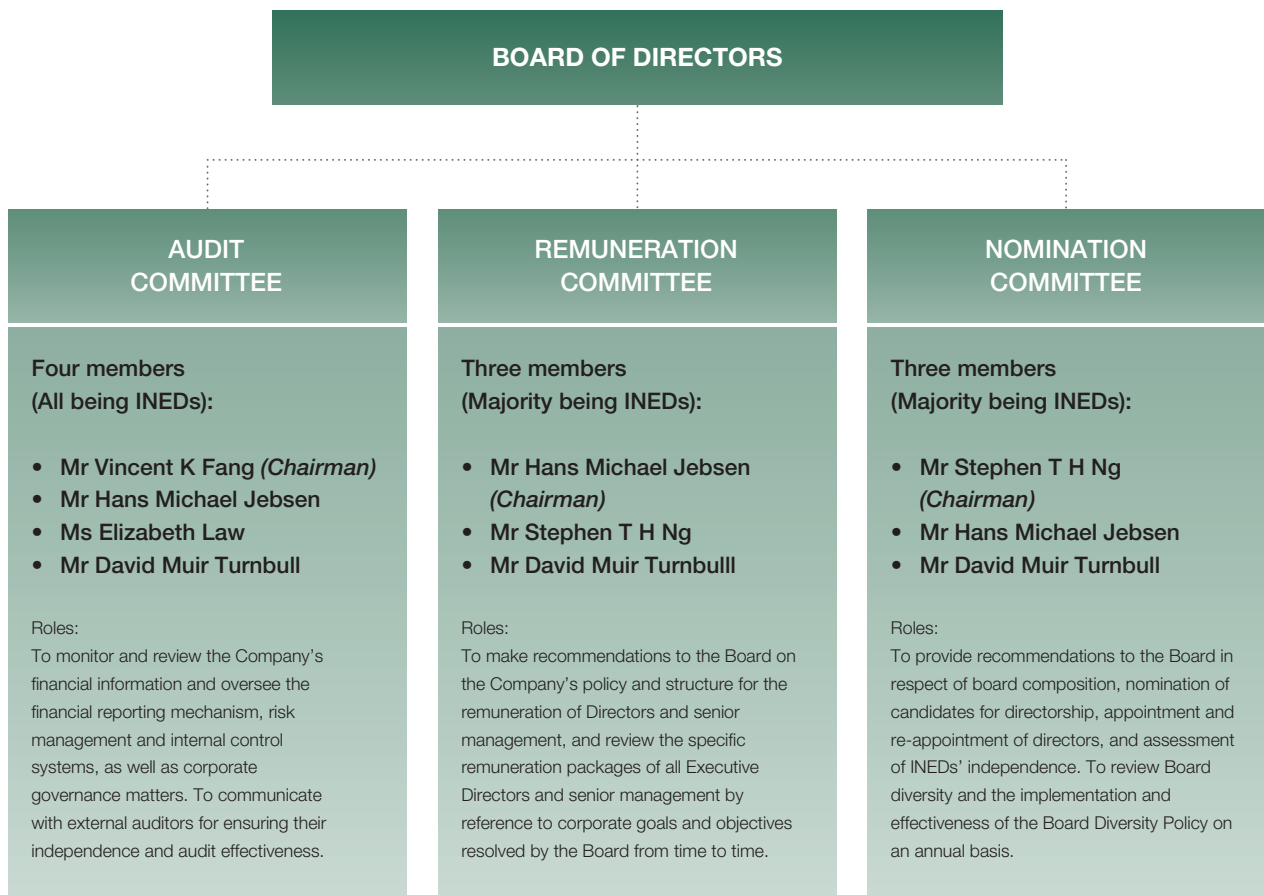 BOARD OF DIRECTORS
AUDIT
COMMITTEE
Four members
(All being INEDs):
• Mr Vincent K Fang (Chairman)
• Mr Hans Michael Jebsen
• Ms Elizabeth Law
• Mr David Muir Turnbull
Roles:
To monitor and review the Company’s
financial information and oversee the
financial reporting mechanism, risk
management and internal control
systems, as well as corporate
governance matters. To communicate
with external auditors for ensuring their
independence and audit effectiveness.
REMUNERATION
COMMITTEE
Three members
(Majority being INEDs):
• Mr Hans Michael Jebsen
(Chairman)
• Mr Stephen T H Ng
• Mr David Muir Turnbulll
Roles:
To make recommendations to the Board on
the Company’s policy and structure for the
remuneration of Directors and senior
management, and review the specific
remuneration packages of all Executive
Directors and senior management by
reference to corporate goals and objectives
resolved by the Board from time to time.
NOMINATION
COMMITTEE
Three members
(Majority being INEDs):
• Mr Stephen T H Ng
(Chairman)
• Mr Hans Michael Jebsen
• Mr David Muir Turnbull
Roles:
To provide recommendations to the Board in
respect of board composition, nomination of
candidates for directorship, appointment and
re-appointment of directors, and assessment
of INEDs’ independence. To review Board
diversity and the implementation and
effectiveness of the Board Diversity Policy on
an annual basis.